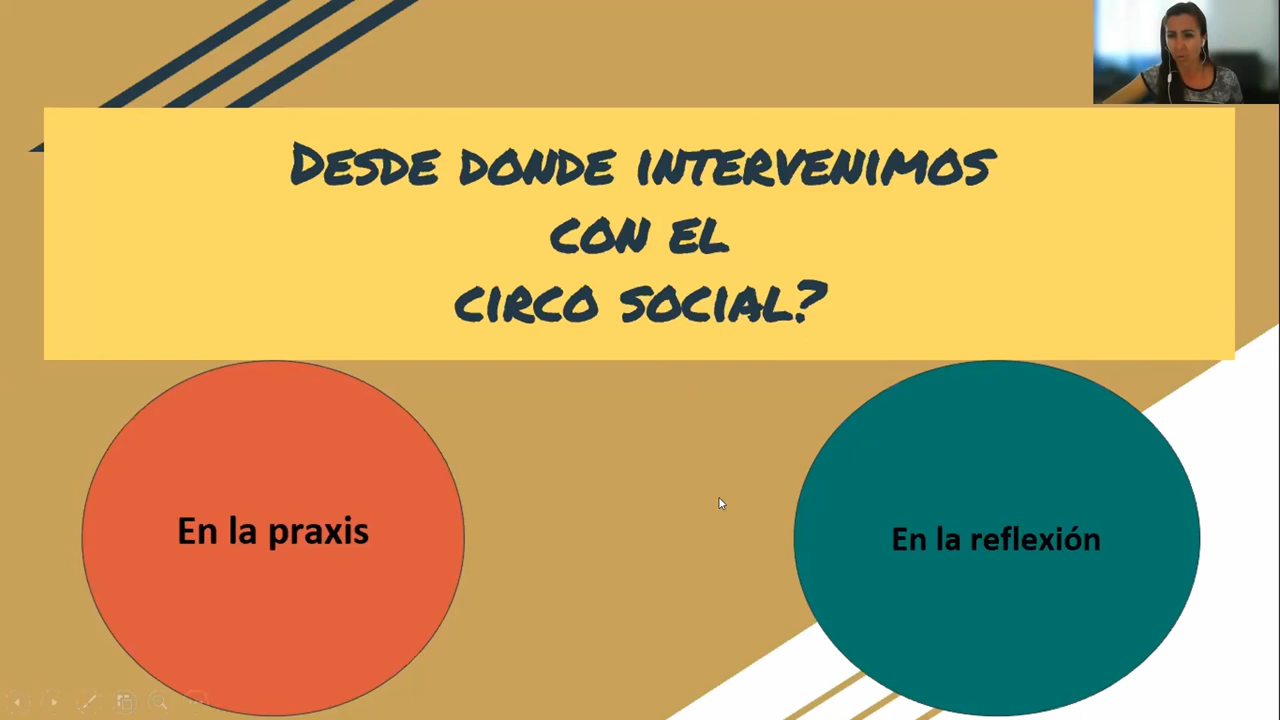 DESDE DONDE INTERVENIMOS
CON EL
CIRCO SOCIAL?
En la praxis
En la reflexión